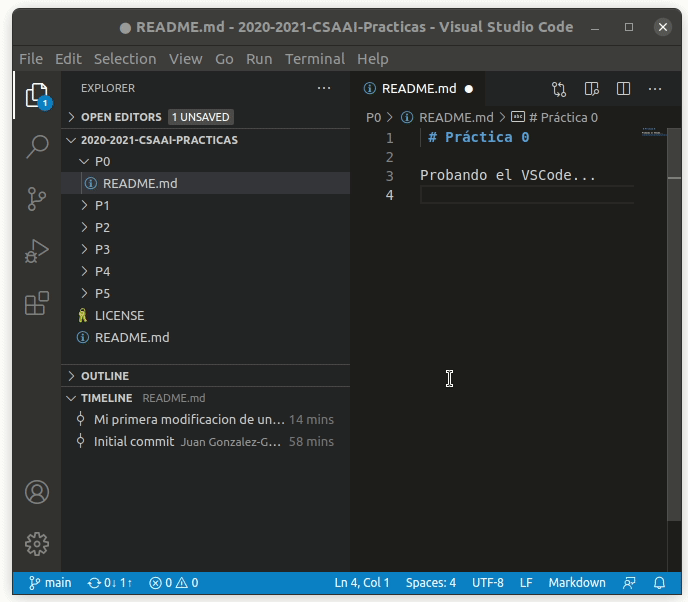 ● README.md - 2020-2021-CSAAI-Practicas - Visual Studio Code
File Edit Selection View Go Run Terminal Help
1
EXPLORER ...
OPEN EDITORS 1 UNSAVED
2020-2021-CSAAI-PRACTICAS
P0
README.md
P1
P2
P3
P4
P5
LICENSE
README.md
OUTLINE
TIMELINE README.md
Mi primera modificacion de un... 14 mins
Initial commit Juan Gonzalez-G... 58 mins
README.md ● ...
P0 > README.md > abc # Práctica 0
1 # Práctica 0
2
3 Probando el VSCode...
4
main 0↓ 1↑ 0 0 Ln 4, Col 1 Spaces: 4 UTF-8 LF Markdown